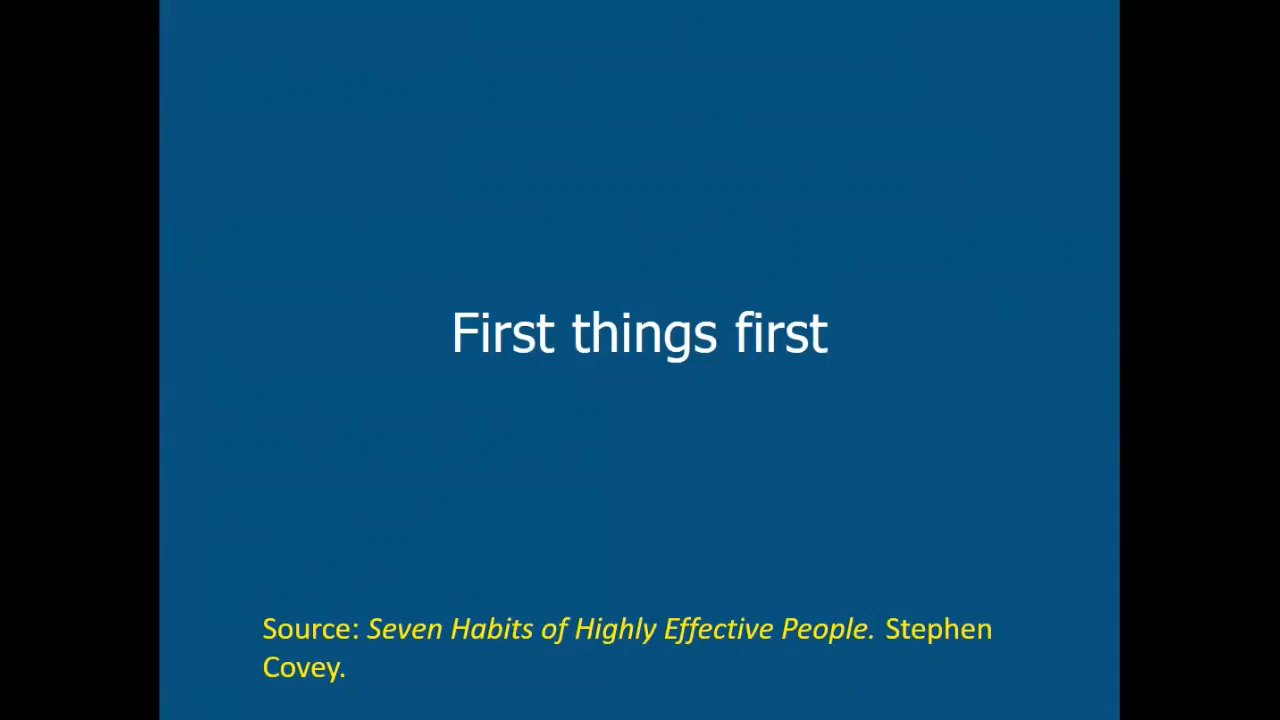 First things first
Source: Seven Habits of Highly Effective People. Stephen
Covey.